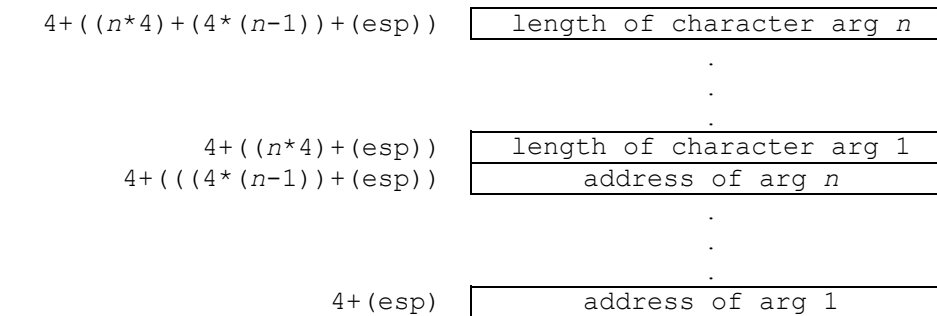 4+((n*4)+(4*(n-1))+(esp)) length of character arg n
.
.
.
4+((n*4)+(esp)) length of character arg 1
4+(((4*(n-1))+(esp)) address of arg n
.
.
.
4+(esp) address of arg 1